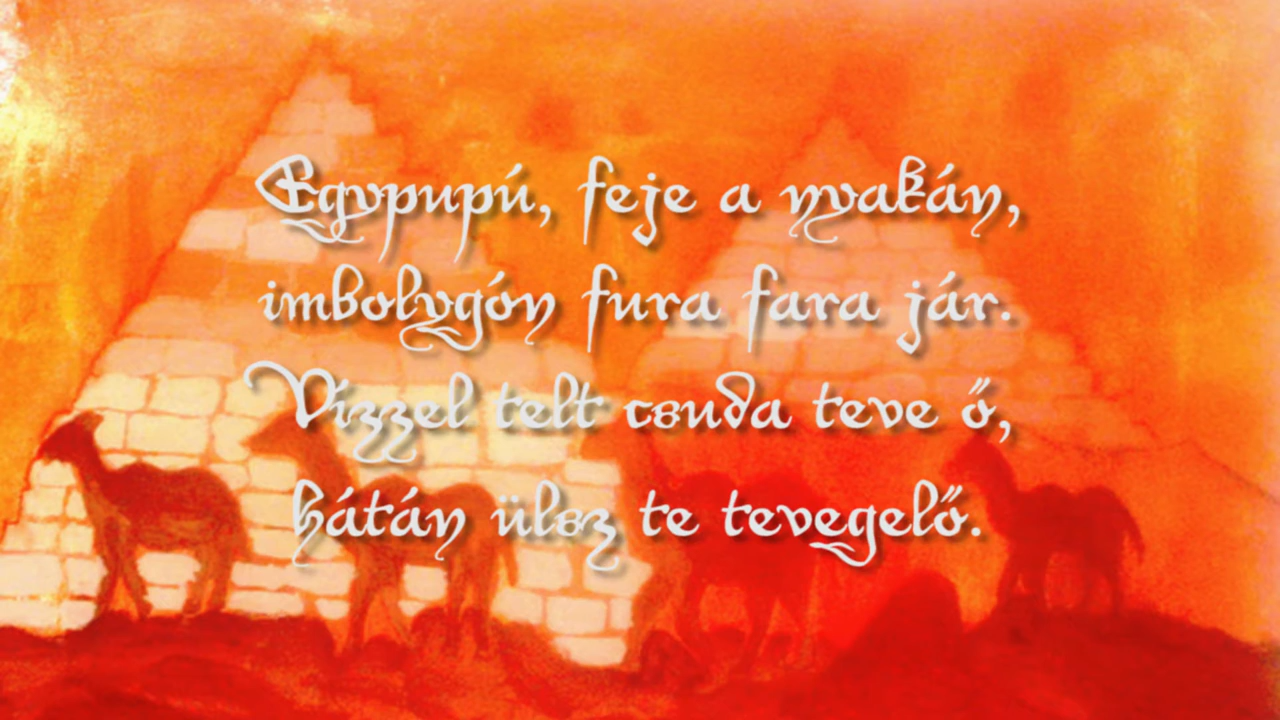 Egypupú, feje a nyakán,
imbolygón fura fara jár.
Vízzel telt csuda teve ő,
hátán ülsz te tevegelő.